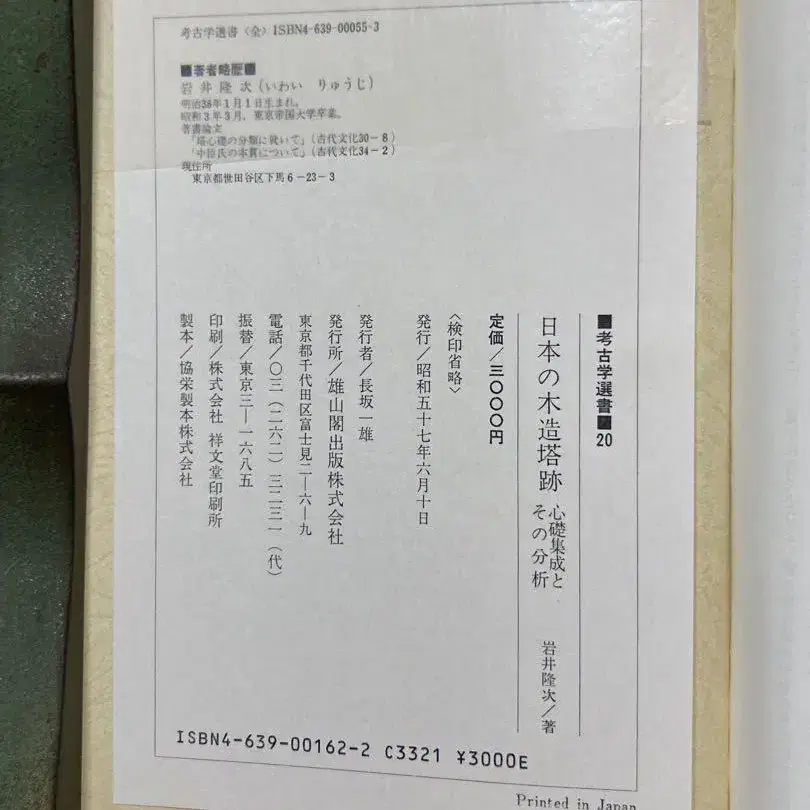 考古学選書〈全〉ISBN4-639-00055-3
■著者略歴■
岩井隆次(いわい りゅうじ)
明治38年1月1日生まれ。
昭和3年3月、東京帝国大学卒業。
著書論文
「塔心礎の分類に就いて」(古代文化30-8)
「中臣氏の本貫について」(古代文化34-2)
現住所
東京都世田谷区下馬6-23-3
■考古学選書■20
日本の木造塔跡 心礎集成と
その分析
岩井隆次/著
定価/三〇〇〇円
〈検印省略〉
発行/昭和五十七年六月十日
発行者/長坂一雄
発行所/雄山閣出版株式会社
東京都千代田区富士見二―六―九
電話/〇三(二六二)三二三一(代)
振替/東京三―一六八五
印刷/株式会社 祥文堂印刷所
製本/協栄製本株式会社
ISBN4-639-00162-2 C3321 ¥3000E
Printed in Japan